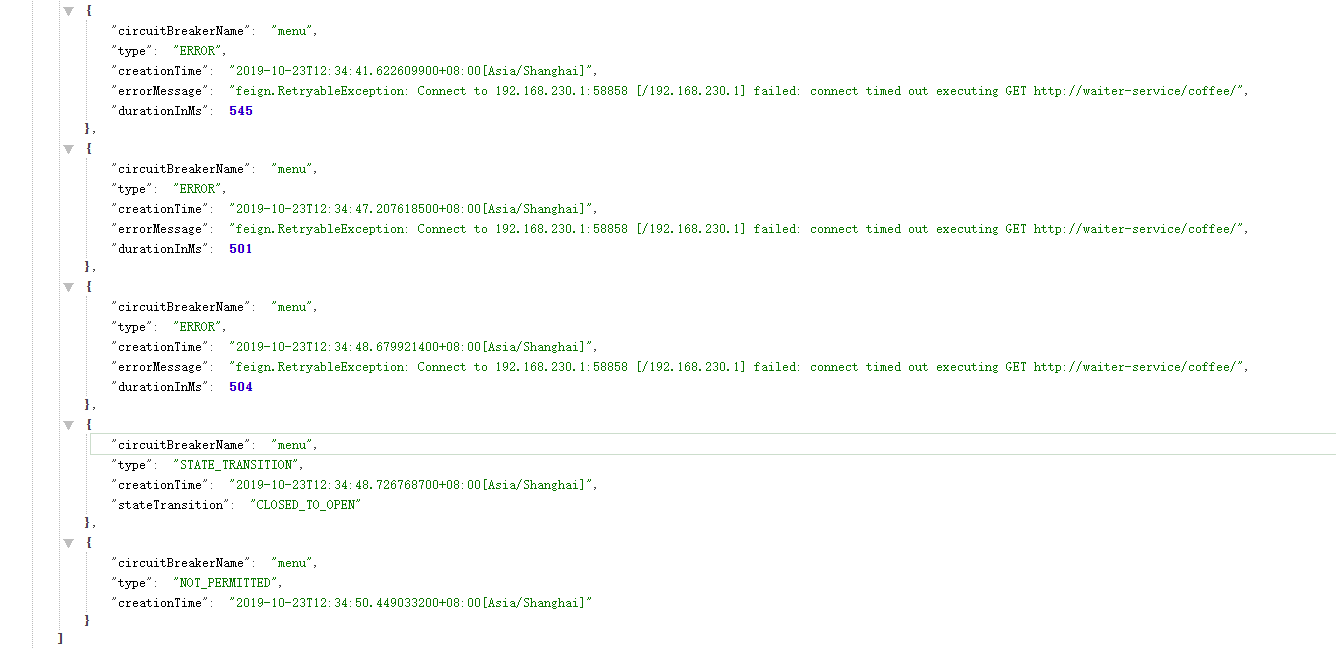 {
"circuitBreakerName": "menu",
"type": "ERROR",
"creationTime": "2019-10-23T12:34:41.622609900+08:00[Asia/Shanghai]",
"errorMessage": "feign.RetryableException: Connect to 192.168.230.1:58858 [/192.168.230.1] failed: connect timed out executing GET http://waiter-service/coffee/",
"durationInMs": 545
},
{
"circuitBreakerName": "menu",
"type": "ERROR",
"creationTime": "2019-10-23T12:34:47.207618500+08:00[Asia/Shanghai]",
"errorMessage": "feign.RetryableException: Connect to 192.168.230.1:58858 [/192.168.230.1] failed: connect timed out executing GET http://waiter-service/coffee/",
"durationInMs": 501
},
{
"circuitBreakerName": "menu",
"type": "ERROR",
"creationTime": "2019-10-23T12:34:48.679921400+08:00[Asia/Shanghai]",
"errorMessage": "feign.RetryableException: Connect to 192.168.230.1:58858 [/192.168.230.1] failed: connect timed out executing GET http://waiter-service/coffee/",
"durationInMs": 504
},
{
"circuitBreakerName": "menu",
"type": "STATE_TRANSITION",
"creationTime": "2019-10-23T12:34:48.726768700+08:00[Asia/Shanghai]",
"stateTransition": "CLOSED_TO_OPEN"
},
{
"circuitBreakerName": "menu",
"type": "NOT_PERMITTED",
"creationTime": "2019-10-23T12:34:50.449033200+08:00[Asia/Shanghai]"
}
]